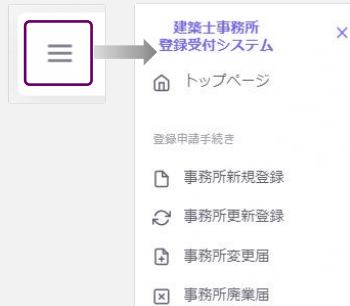 建築士事務所
登録受付システム
トップページ
登録申請手続き
事務所新規登録
事務所更新登録
事務所変更届
事務所廃業届